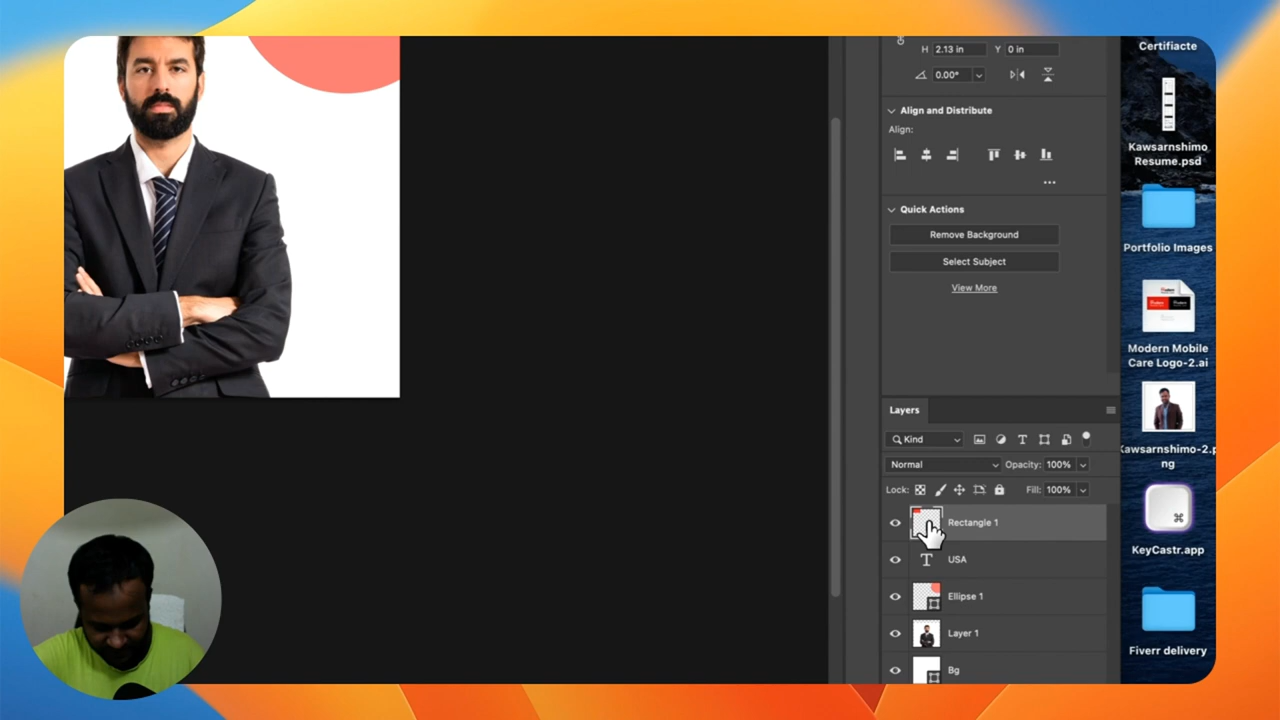 H 2.13 in Y 0 in
0.00°
Align and Distribute
Align:
Quick Actions
Remove Background
Select Subject
View More
Layers
Kind
Normal Opacity: 100%
Lock: Fill: 100%
Rectangle 1
T USA
Ellipse 1
Layer 1
Bg
Certifiacte
Kawsarnshimo
Resume.psd
Portfolio Images
Modern Mobile
Care Logo-2.ai
Kawsarnshimo-2.p
ng
KeyCastr.app
Fiverr delivery